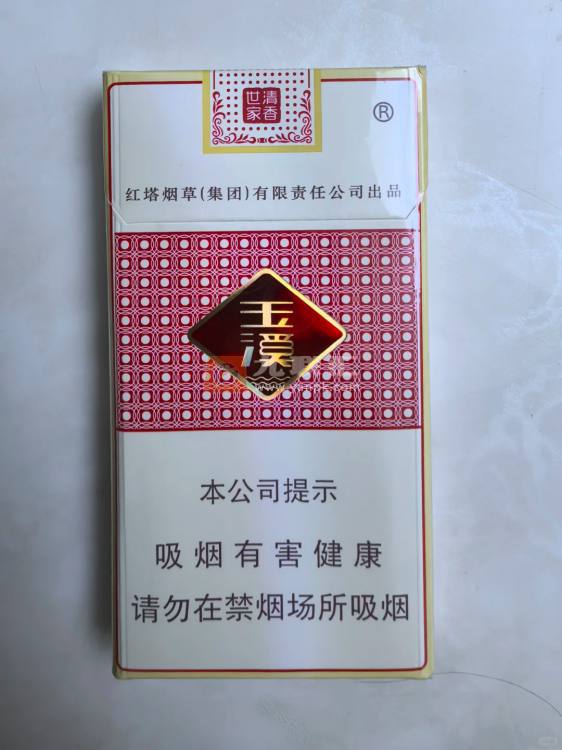 清香世家
®
红塔烟草(集团)有限责任公司出品
玉溪
本公司提示
吸烟有害健康
请勿在禁烟场所吸烟